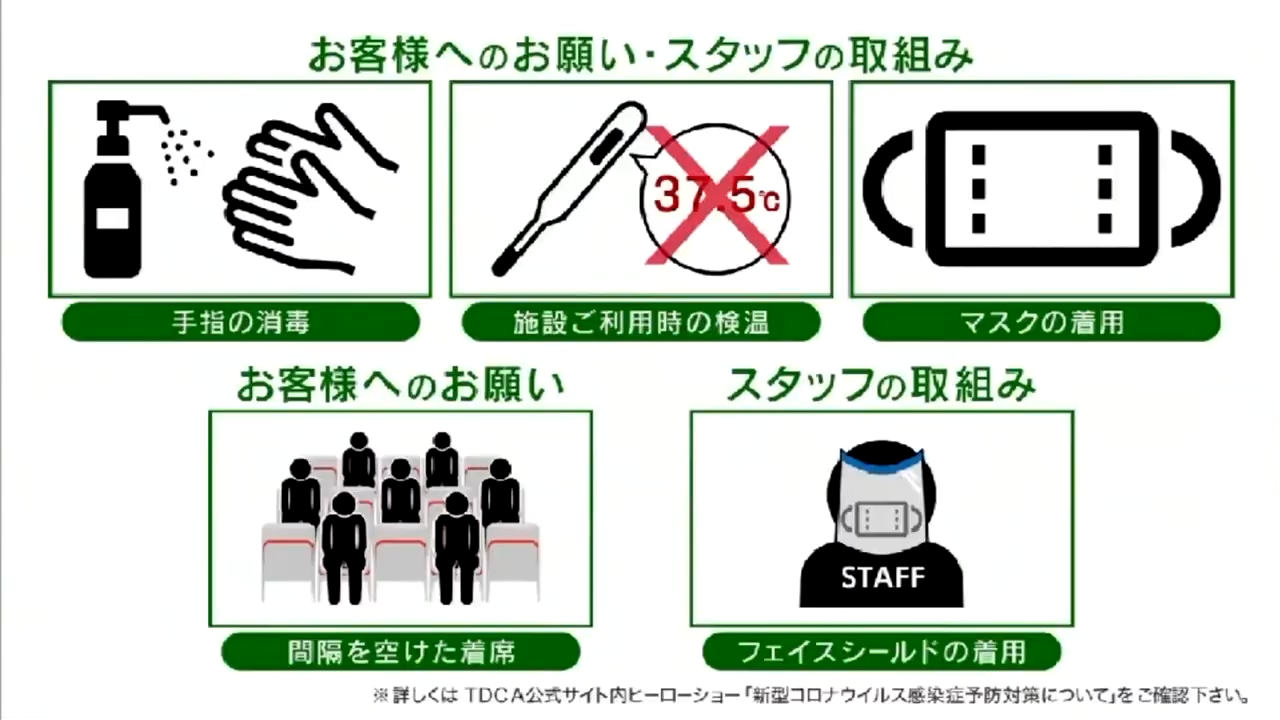 お客様へのお願い・スタッフの取組み
37.5℃
手指の消毒
施設ご利用時の検温
マスクの着用
お客様へのお願い
スタッフの取組み
STAFF
間隔を空けた着席
フェイスシールドの着用
※詳しくは TDCA公式サイト内ヒーローショー「新型コロナウイルス感染症予防対策について」をご確認下さい。